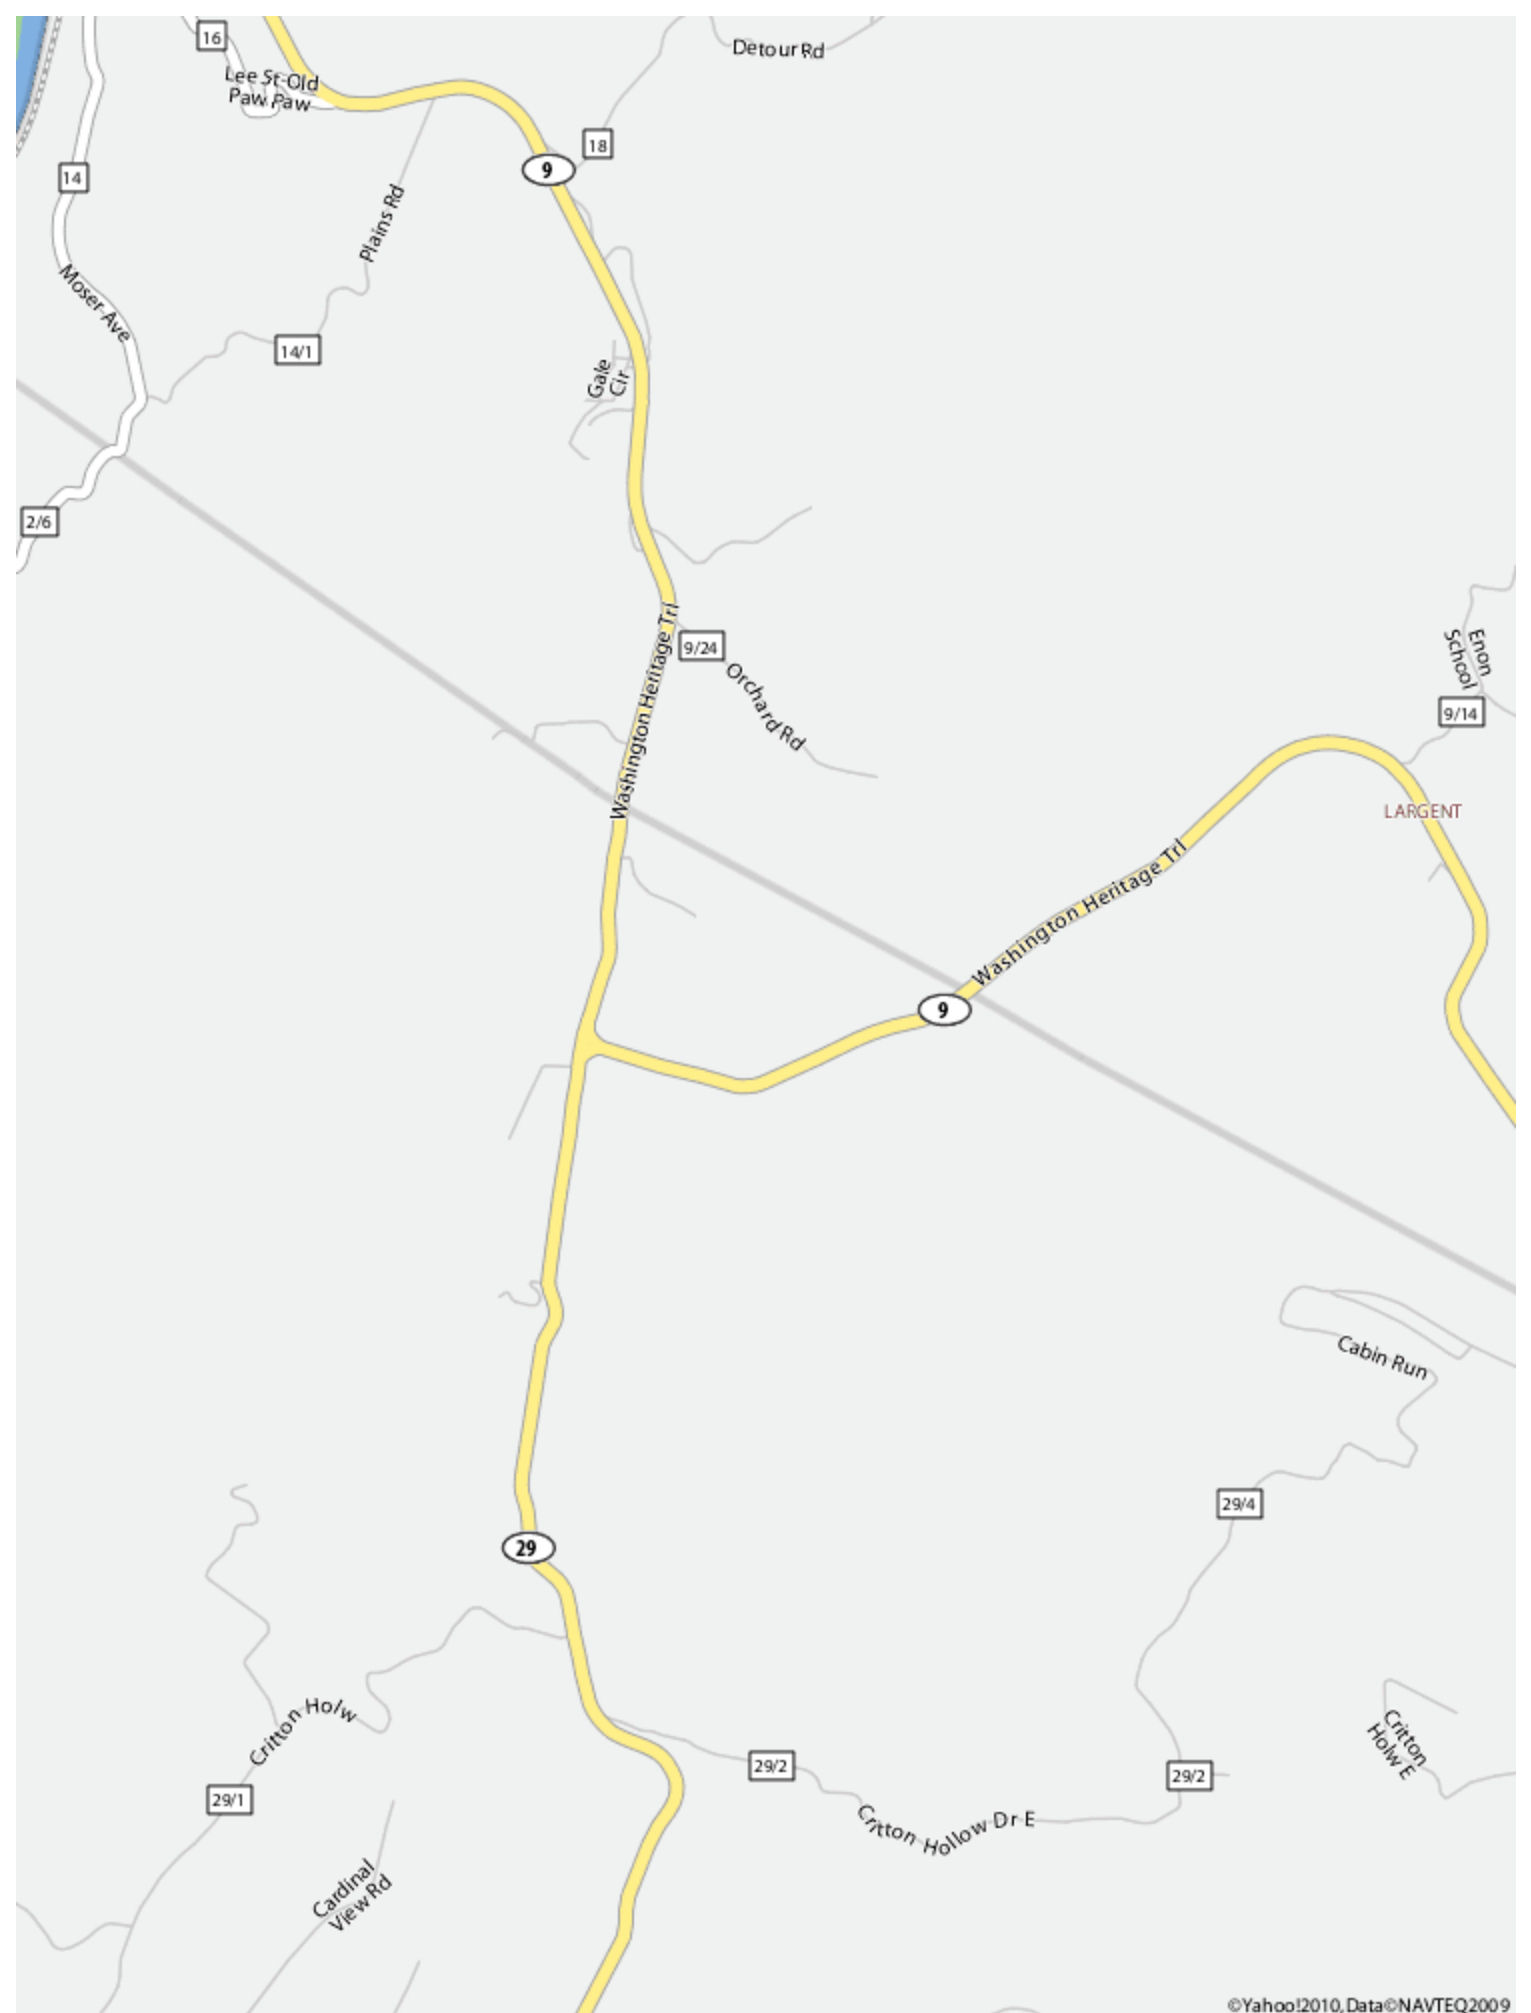 16
Detour Rd
Lee St-Old
Paw Paw
18
9
14
Plains Rd
Moser Ave
14/1
Gale
Cir
2/6
Washington Heritage Trl
9/24
Orchard Rd
Enon
School
9/14
LARGENT
Washington Heritage Trl
9
Cabin Run
29/4
29
Critton Holw
29/1
29/2
29/2
Critton
Holw E
Critton Hollow Dr E
Cardinal
View Rd
©Yahoo!2010, Data©NAVTEQ2009